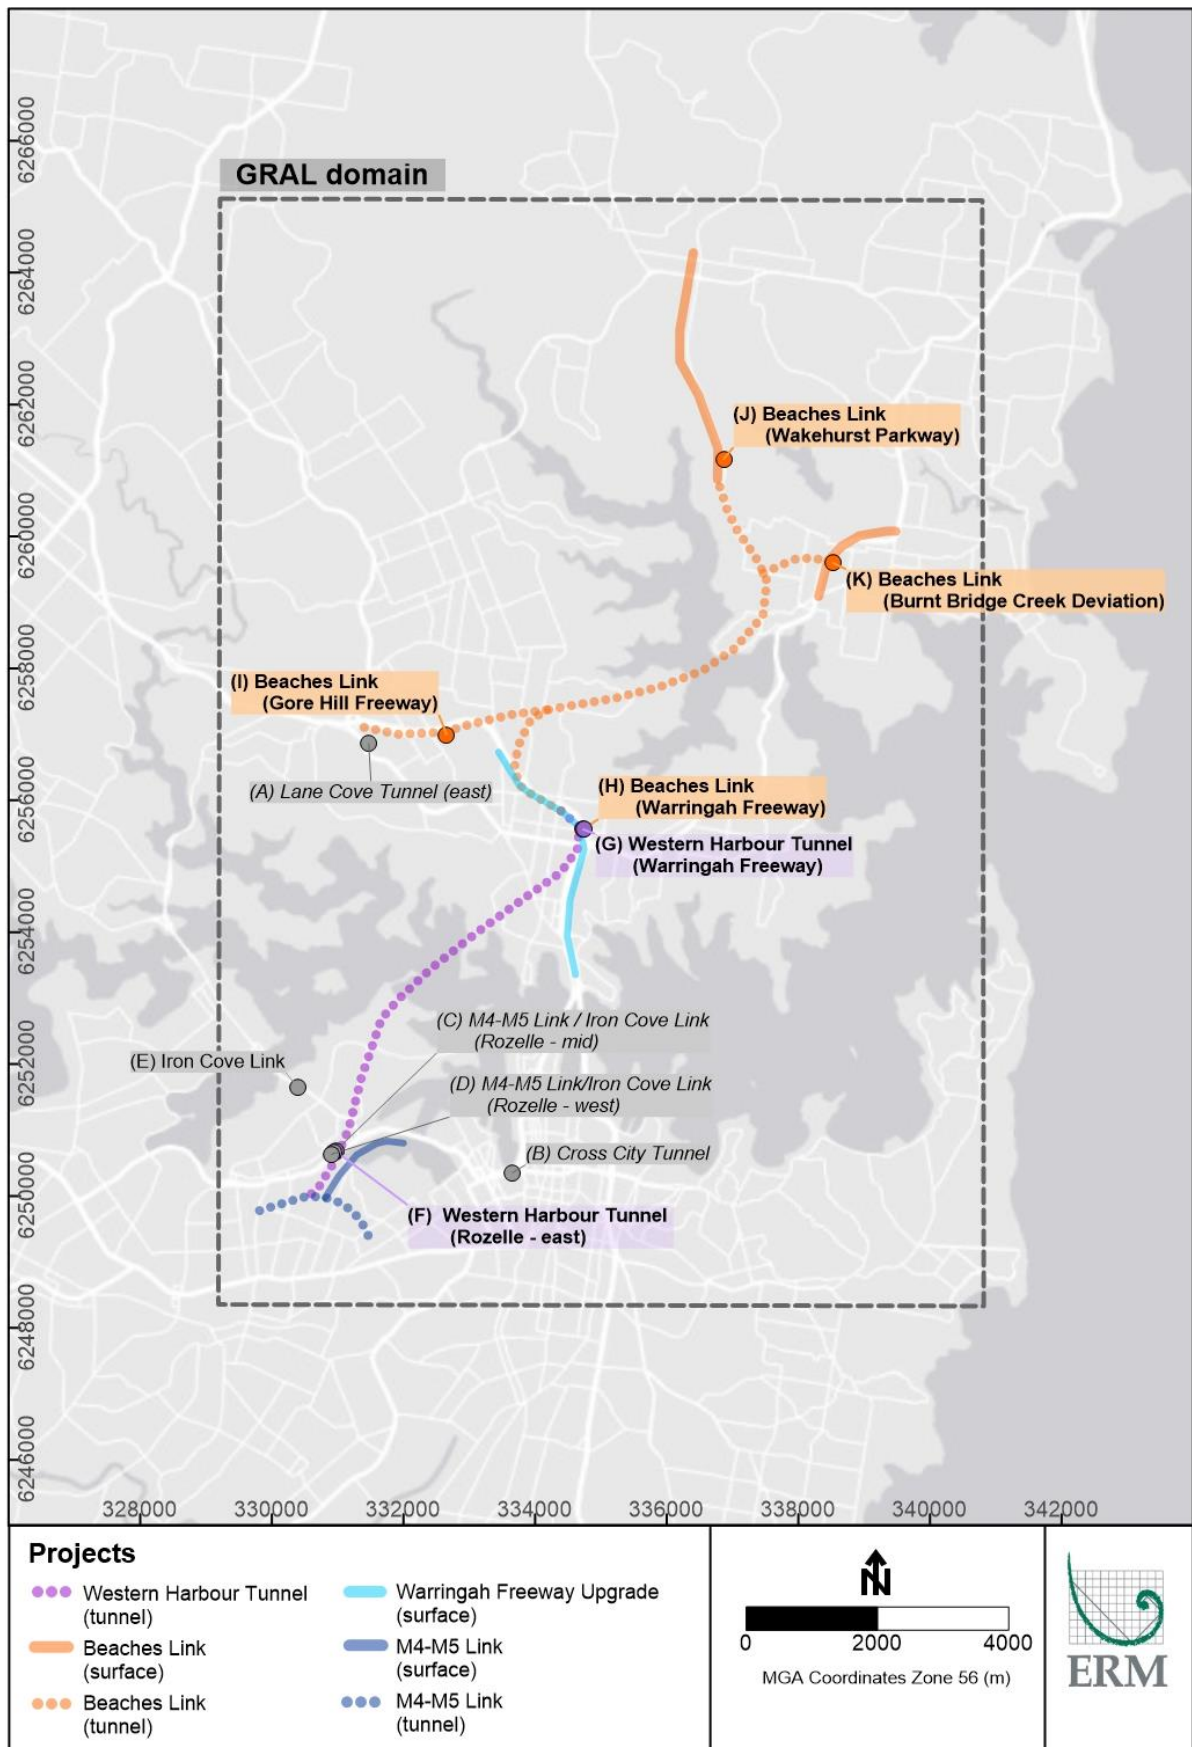 GRAL domain
6266000
6264000
6262000
6260000
6258000
6256000
6254000
6252000
6250000
6248000
6246000
(J) Beaches Link
(Wakehurst Parkway)
(K) Beaches Link
(Burnt Bridge Creek Deviation)
(I) Beaches Link
(Gore Hill Freeway)
(A) Lane Cove Tunnel (east)
(H) Beaches Link
(Warringah Freeway)
(G) Western Harbour Tunnel
(Warringah Freeway)
(C) M4-M5 Link / Iron Cove Link
(Rozelle - mid)
(E) Iron Cove Link
(D) M4-M5 Link/Iron Cove Link
(Rozelle - west)
(B) Cross City Tunnel
(F) Western Harbour Tunnel
(Rozelle - east)
328000 330000 332000 334000 336000 338000 340000 342000
Projects
Western Harbour Tunnel
(tunnel)
Beaches Link
(surface)
Beaches Link
(tunnel)
Warringah Freeway Upgrade
(surface)
M4-M5 Link
(surface)
M4-M5 Link
(tunnel)
N
0 2000 4000
MGA Coordinates Zone 56 (m)
ERM